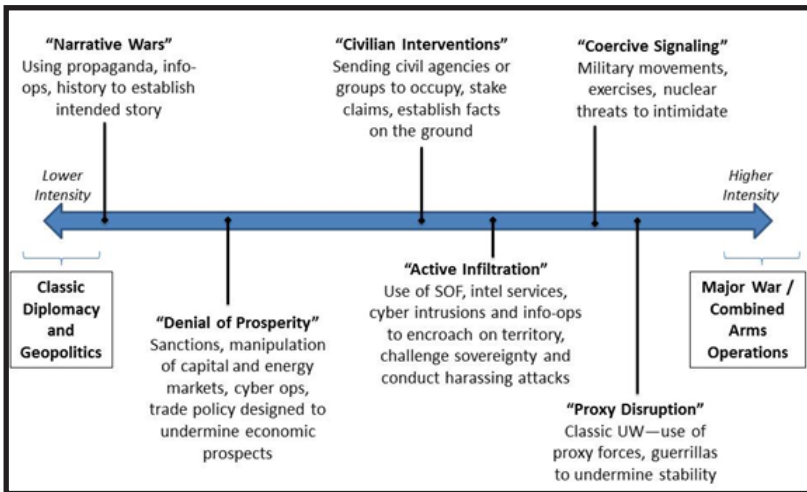 “Narrative Wars”
Using propaganda, info-
ops, history to establish
intended story
“Civilian Interventions”
Sending civil agencies or
groups to occupy, stake
claims, establish facts
on the ground
“Coercive Signaling”
Military movements,
exercises, nuclear
threats to intimidate
Lower
Intensity
Higher
Intensity
Classic
Diplomacy
and
Geopolitics
“Denial of Prosperity”
Sanctions, manipulation
of capital and energy
markets, cyber ops,
trade policy designed to
undermine economic
prospects
“Active Infiltration”
Use of SOF, intel services,
cyber intrusions and info-ops
to encroach on territory,
challenge sovereignty and
conduct harassing attacks
“Proxy Disruption”
Classic UW—use of
proxy forces, guerrillas
to undermine stability
Major War /
Combined
Arms
Operations